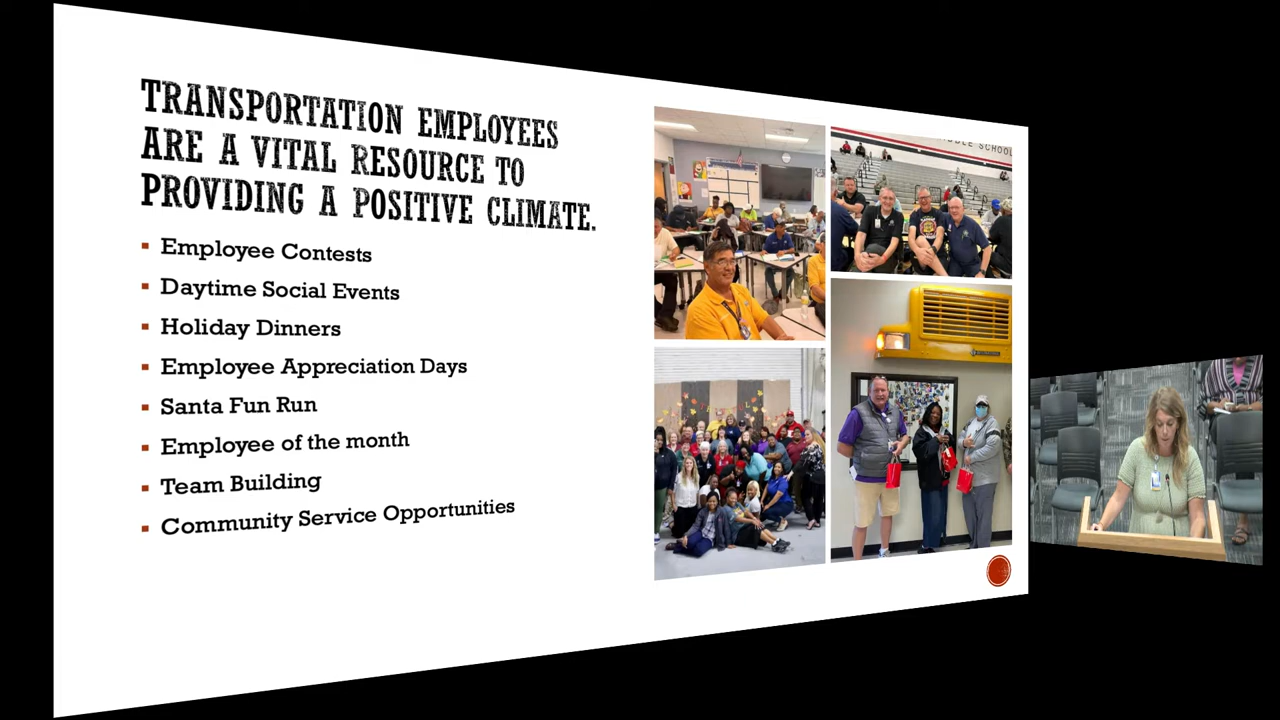 TRANSPORTATION EMPLOYEES
ARE A VITAL RESOURCE TO
PROVIDING A POSITIVE CLIMATE.
Employee Contests
Daytime Social Events
Holiday Dinners
Employee Appreciation Days
Santa Fun Run
Employee of the month
Team Building
Community Service Opportunities
SCHOOL